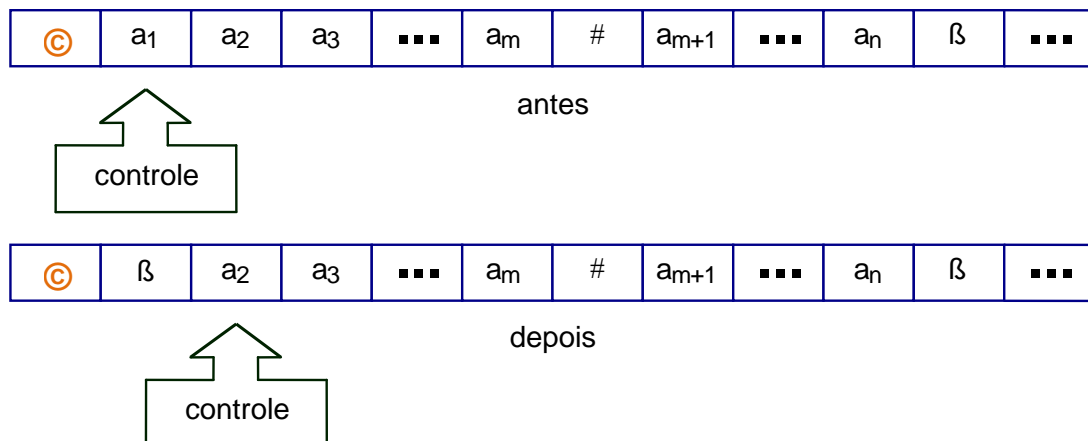 © a1 a2 a3 ... am # am+1 ... an ß ...
antes
controle
© ß a2 a3 ... am # am+1 ... an ß ...
depois
controle